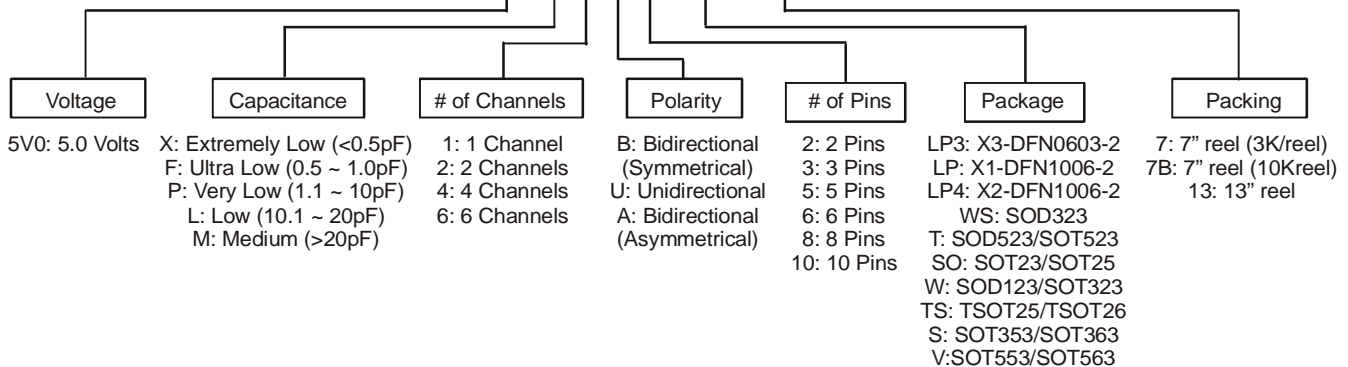 Voltage
5V0: 5.0 Volts
Capacitance
X: Extremely Low (<0.5pF)
F: Ultra Low (0.5 ~ 1.0pF)
P: Very Low (1.1 ~ 10pF)
L: Low (10.1 ~ 20pF)
M: Medium (>20pF)
# of Channels
1: 1 Channel
2: 2 Channels
4: 4 Channels
6: 6 Channels
Polarity
B: Bidirectional
(Symmetrical)
U: Unidirectional
A: Bidirectional
(Asymmetrical)
# of Pins
2: 2 Pins
3: 3 Pins
5: 5 Pins
6: 6 Pins
8: 8 Pins
10: 10 Pins
Package
LP3: X3-DFN0603-2
LP: X1-DFN1006-2
LP4: X2-DFN1006-2
WS: SOD323
T: SOD523/SOT523
SO: SOT23/SOT25
W: SOD123/SOT323
TS: TSOT25/TSOT26
S: SOT353/SOT363
V:SOT553/SOT563
Packing
7: 7” reel (3K/reel)
7B: 7” reel (10Kreel)
13: 13” reel